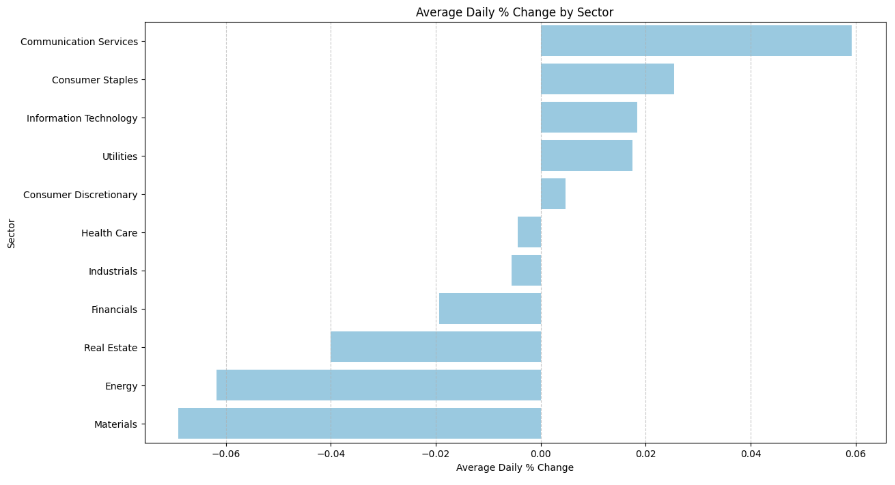 Average Daily % Change by Sector
Sector
Communication Services
Consumer Staples
Information Technology
Utilities
Consumer Discretionary
Health Care
Industrials
Financials
Real Estate
Energy
Materials
−0.06 −0.04 −0.02 0.00 0.02 0.04 0.06
Average Daily % Change